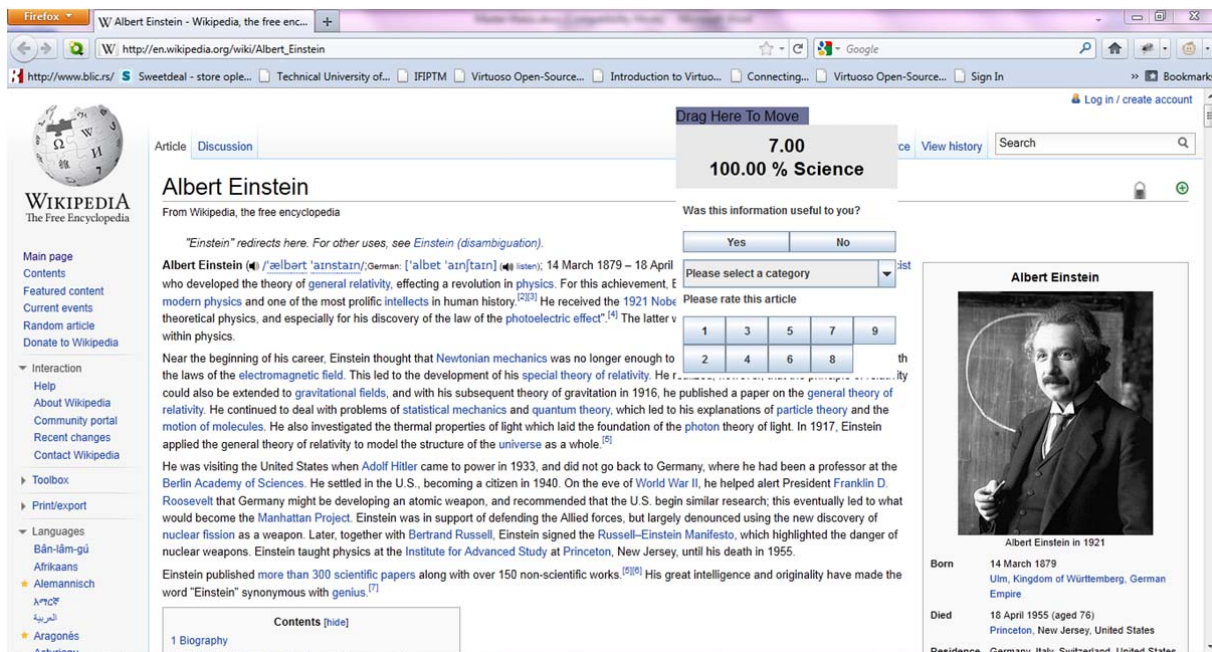 Firefox
W Albert Einstein - Wikipedia, the free enc...
http://en.wikipedia.org/wiki/Albert_Einstein
Google
http://www.blic.rs/
Sweetdeal - store ople...
Technical University of...
IFIPTM
Virtuoso Open-Source...
Introduction to Virtuo...
Connecting...
Virtuoso Open-Source...
Sign In
Bookmark
Log in / create account
WIKIPEDIA
The Free Encyclopedia
Main page
Contents
Featured content
Current events
Random article
Donate to Wikipedia
Interaction
Help
About Wikipedia
Community portal
Recent changes
Contact Wikipedia
Toolbox
Print/export
Languages
Bân-lâm-gú
Afrikaans
Alemannisch
አማርኛ
العربية
Aragonés
Article Discussion
View history
Search
Drag Here To Move
7.00
100.00 % Science
Was this information useful to you?
Yes No
Please select a category
Please rate this article
1 3 5 7 9
2 4 6 8
Albert Einstein
From Wikipedia, the free encyclopedia
"Einstein" redirects here. For other uses, see Einstein (disambiguation).
Albert Einstein (/ˈælbərt ˈaɪnstaɪn/; German: [ˈalbɐt ˈaɪnʃtaɪn] (listen); 14 March 1879 – 18 April
who developed the theory of general relativity, effecting a revolution in physics. For this achievement, E
modern physics and one of the most prolific intellects in human history.[2][3] He received the 1921 Nobe
theoretical physics, and especially for his discovery of the law of the photoelectric effect".[4] The latter
within physics.
Near the beginning of his career, Einstein thought that Newtonian mechanics was no longer enough to
the laws of the electromagnetic field. This led to the development of his special theory of relativity. He realized, however, that the principle of relativity
could also be extended to gravitational fields, and with his subsequent theory of gravitation in 1916, he published a paper on the general theory of
relativity. He continued to deal with problems of statistical mechanics and quantum theory, which led to his explanations of particle theory and the
motion of molecules. He also investigated the thermal properties of light which laid the foundation of the photon theory of light. In 1917, Einstein
applied the general theory of relativity to model the structure of the universe as a whole.[5]
He was visiting the United States when Adolf Hitler came to power in 1933, and did not go back to Germany, where he had been a professor at the
Berlin Academy of Sciences. He settled in the U.S., becoming a citizen in 1940. On the eve of World War II, he helped alert President Franklin D.
Roosevelt that Germany might be developing an atomic weapon, and recommended that the U.S. begin similar research; this eventually led to what
would become the Manhattan Project. Einstein was in support of defending the Allied forces, but largely denounced using the new discovery of
nuclear fission as a weapon. Later, together with Bertrand Russell, Einstein signed the Russell–Einstein Manifesto, which highlighted the danger of
nuclear weapons. Einstein taught physics at the Institute for Advanced Study at Princeton, New Jersey, until his death in 1955.
Einstein published more than 300 scientific papers along with over 150 non-scientific works.[5][6] His great intelligence and originality have made the
word "Einstein" synonymous with genius.[7]
Contents [hide]
1 Biography
Albert Einstein
Albert Einstein in 1921
Born 14 March 1879
Ulm, Kingdom of Württemberg, German
Empire
Died 18 April 1955 (aged 76)
Princeton, New Jersey, United States
Residence Germany, Italy, Switzerland, United States